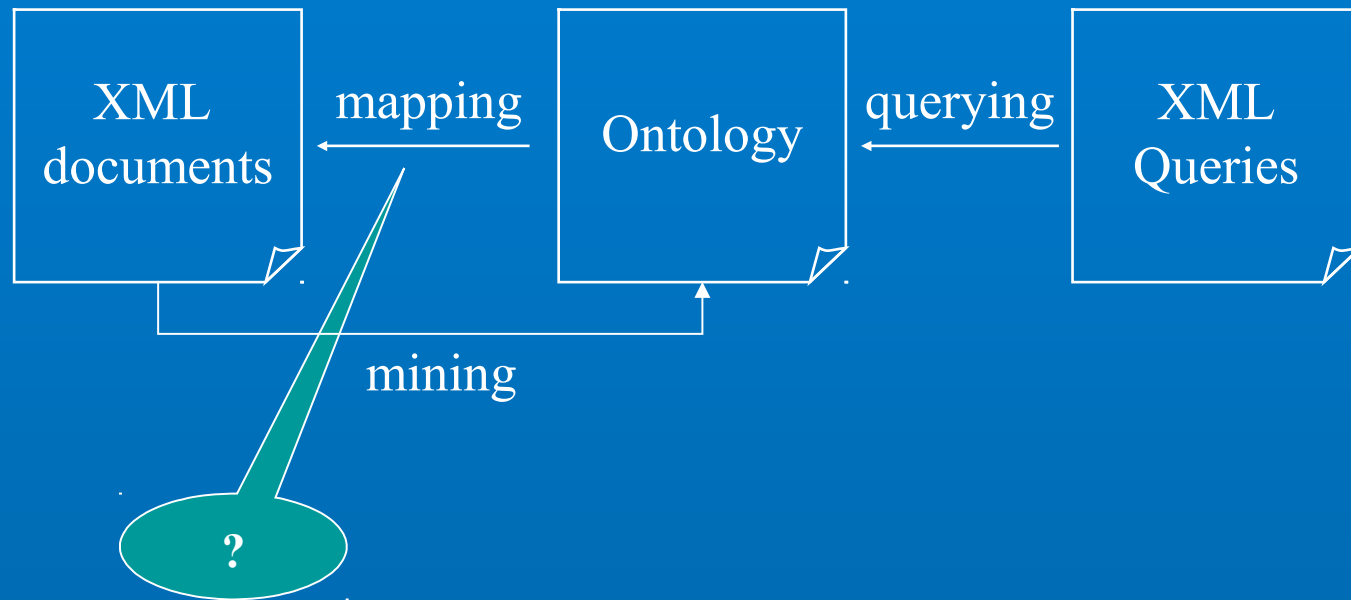 XML
documents
mapping
Ontology
querying
XML
Queries
mining
?